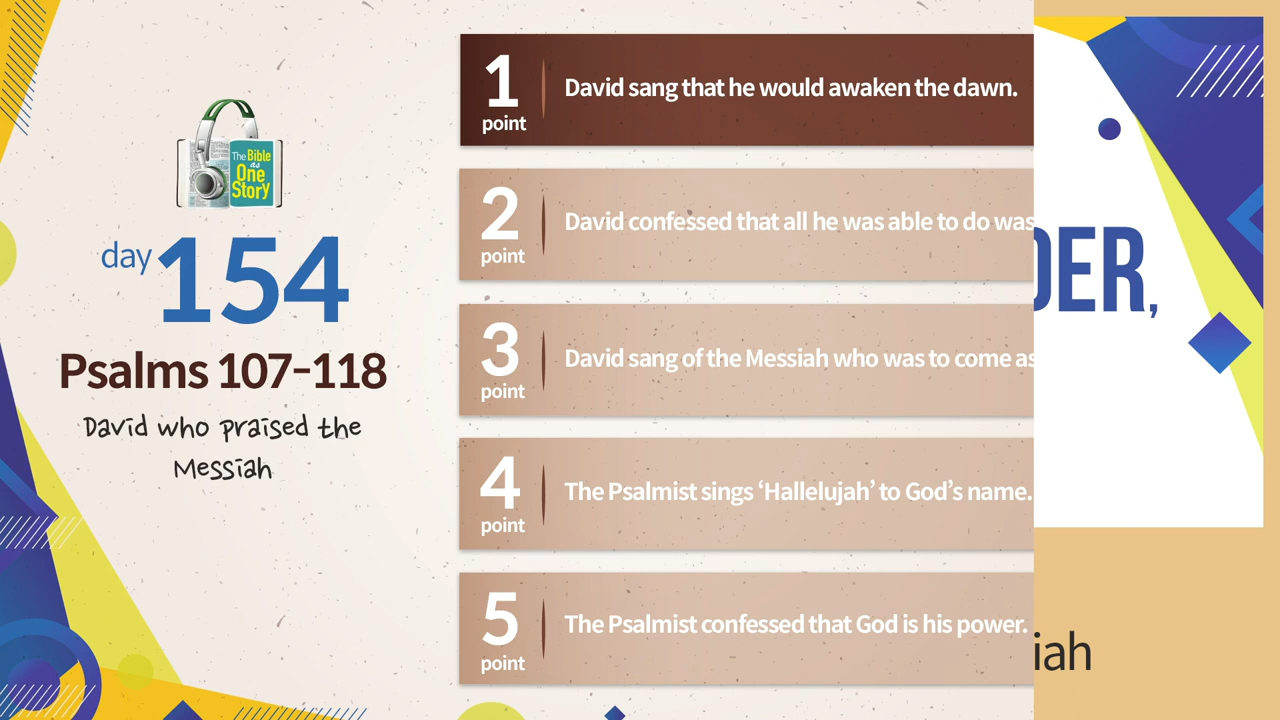 The Bible
as
One
Story
day 154
Psalms 107-118
David who praised the
Messiah
1
point
David sang that he would awaken the dawn.
2
point
David confessed that all he was able to do was
3
point
David sang of the Messiah who was to come as
4
point
The Psalmist sings ‘Hallelujah’ to God’s name.
5
point
The Psalmist confessed that God is his power.
DER,
iah